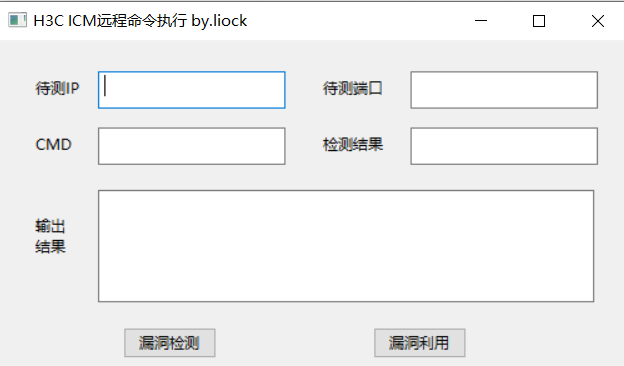 H3C ICM远程命令执行 by.liock
待测IP
待测端口
CMD
检测结果
输出
结果
漏洞检测
漏洞利用